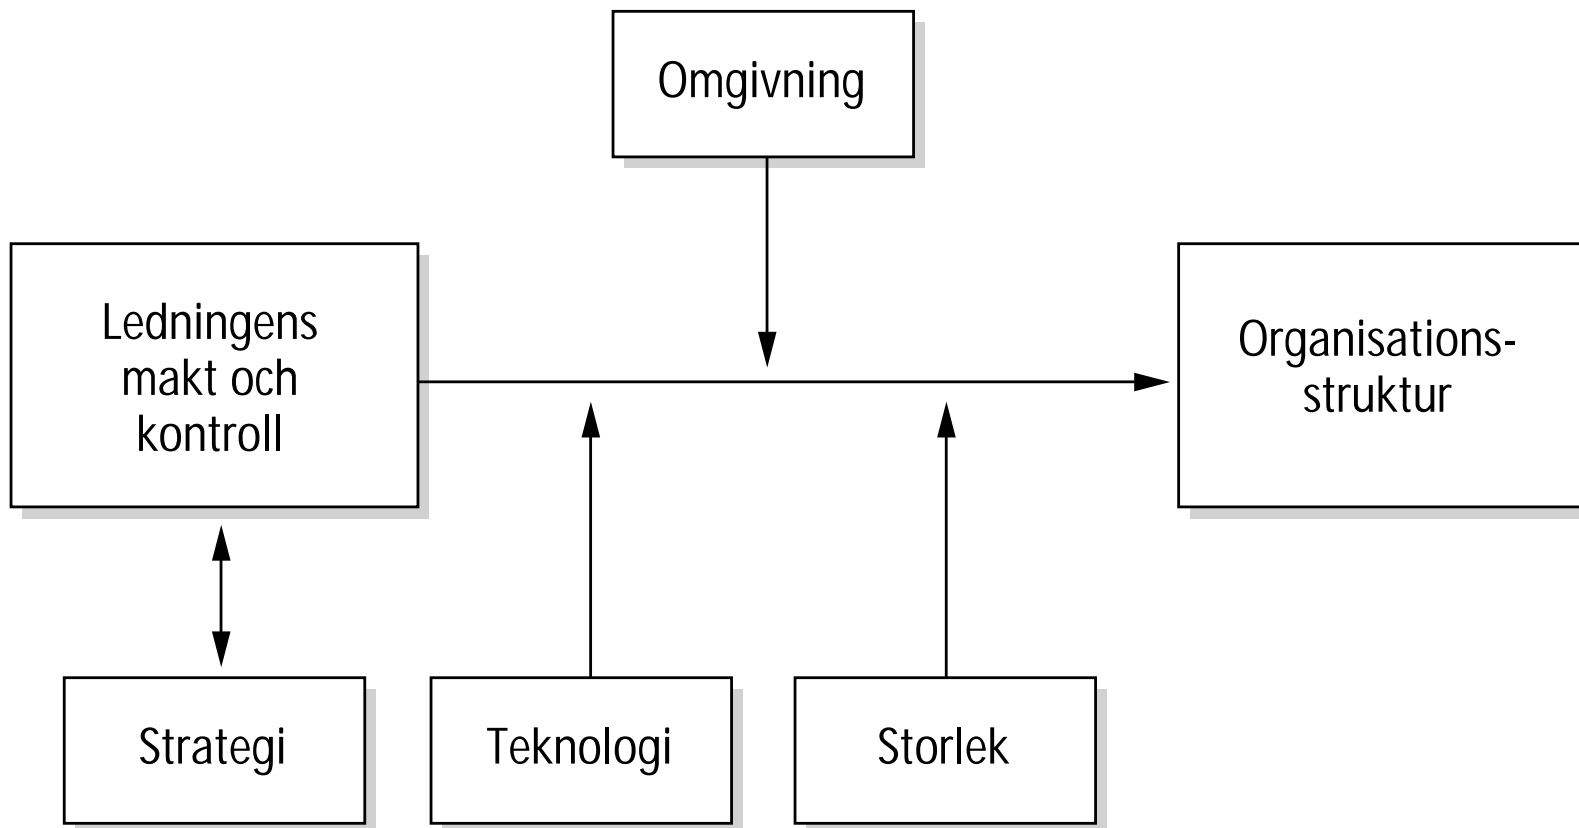 Omgivning
Ledningens
makt och
kontroll
Organisations-
struktur
Strategi
Teknologi
Storlek